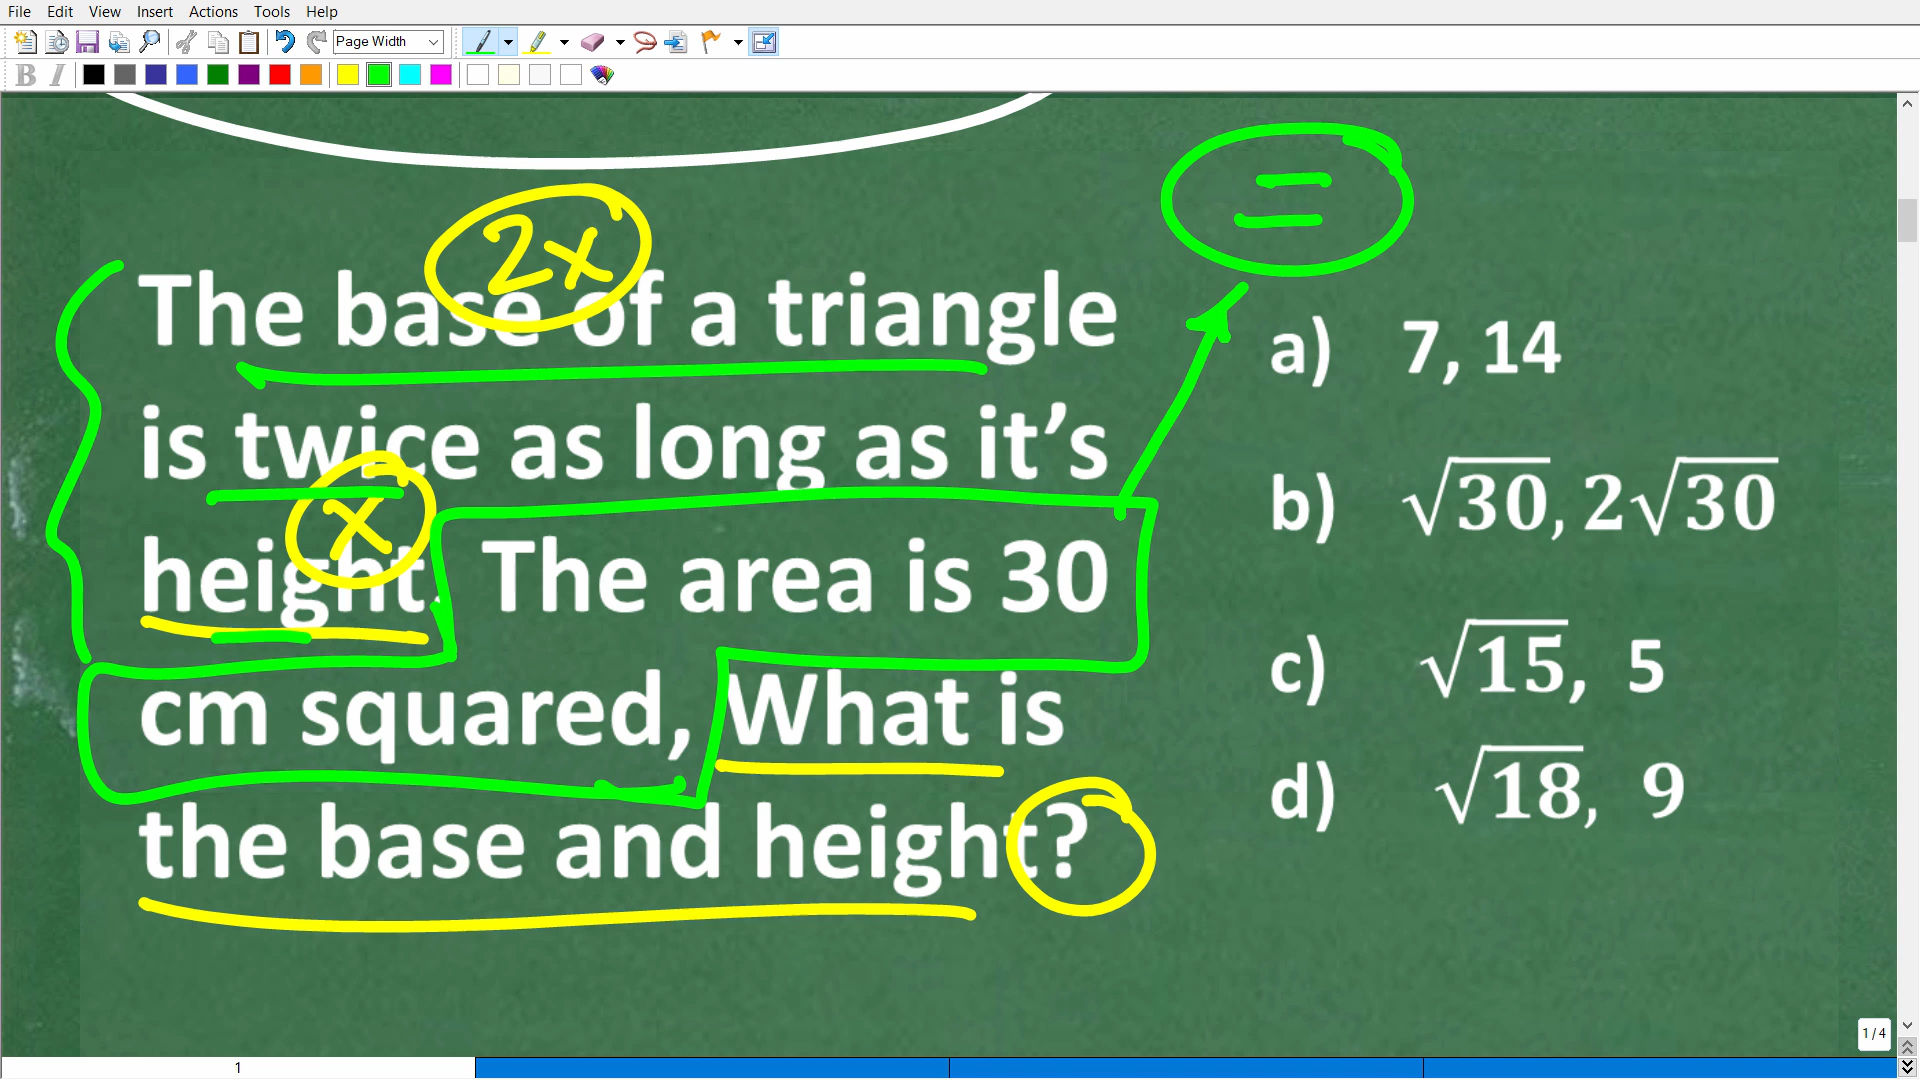 File Edit View Insert Actions Tools Help
Page Width
B I
2x
=
The base of a triangle
is twice as long as it’s
x
height. The area is 30
cm squared, What is
the base and height?
a) 7, 14
b) √30, 2√30
c) √15, 5
d) √18, 9
1 / 4
1